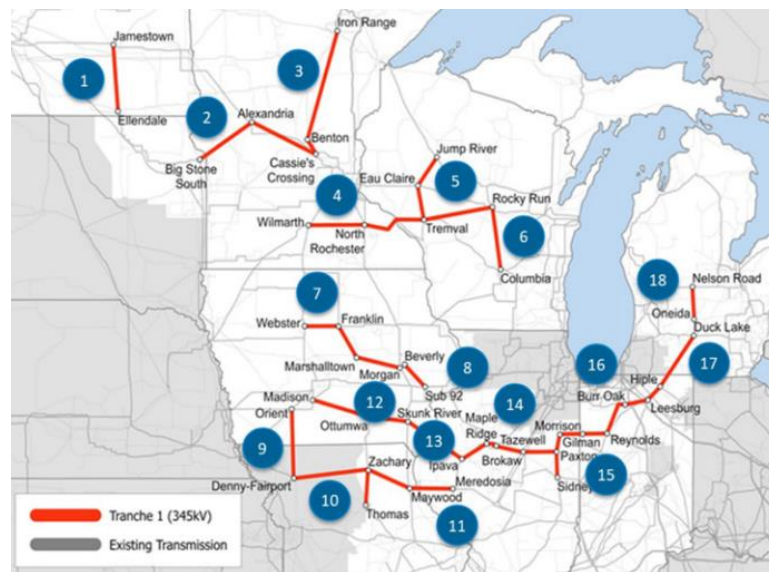 Iron Range
Jamestown
3
1
2
Alexandria
Ellendale
Benton
Cassie's
Crossing
Big Stone
South
Jump River
Eau Claire
5
4
Rocky Run
Wilmarth
North
Rochester
Tremval
6
Columbia
7
18
Nelson Road
Oneida
Webster
Franklin
Duck Lake
Beverly
Marshalltown
Morgan
8
16
17
Hiple
Sub 92
Madison
12
Skunk River
Maple
Ridge
14
Burr Oak
Leesburg
Orient
Ottumwa
13
Tazewell
Morrison
Gilman
Reynolds
9
Zachary
Ipava
Brokaw
Paxton
15
Denny-Fairport
Meredosia
Sidney
10
Maywood
Thomas
11
Tranche 1 (345kV)
Existing Transmission